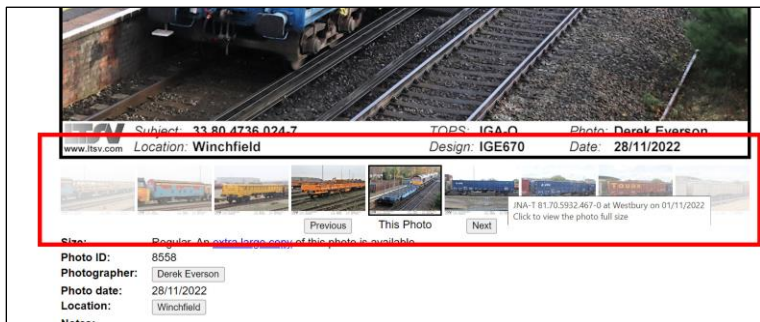 LTSV
www.ltsv.com
Subject: 33.80.4736.024-7 TOPS: IGA-Q Photo: Derek Everson
Location: Winchfield Design: IGE670 Date: 28/11/2022
JNA-T 81.70.5932.467-0 at Westbury on 01/11/2022
Click to view the photo full size
Previous This Photo Next
Size: Regular. An extra large copy of this photo is available
Photo ID: 8558
Photographer: Derek Everson
Photo date: 28/11/2022
Location: Winchfield
Notes: